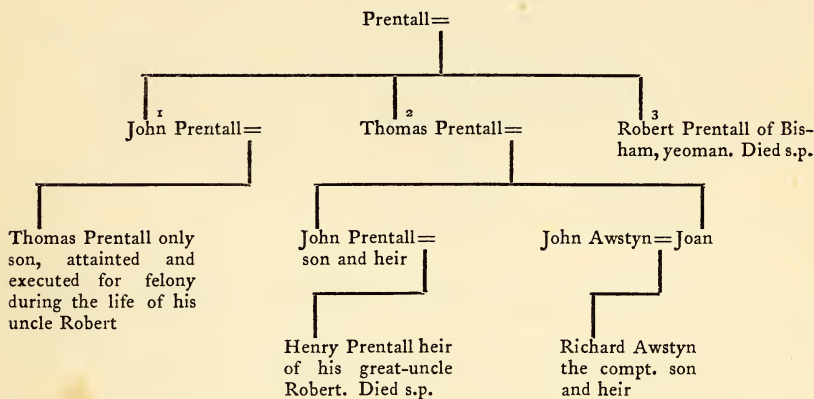 Prentall=
1
John Prentall=
2
Thomas Prentall=
3
Robert Prentall of Bis-
ham, yeoman. Died s.p.
Thomas Prentall only
son, attainted and
executed for felony
during the life of his
uncle Robert
John Prentall=
son and heir
John Awstyn=Joan
Henry Prentall heir
of his great-uncle
Robert. Died s.p.
Richard Awstyn
the compt. son
and heir